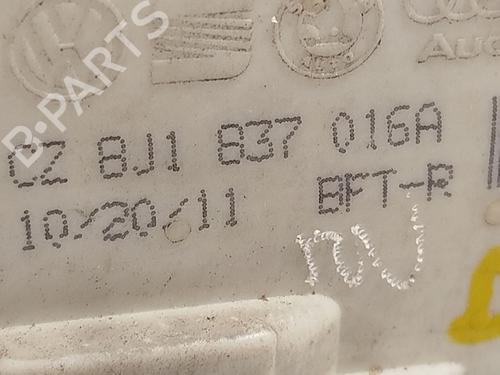 B-PARTS
Aud
CZ 8J1 837 016A
10/20/11 BFT-R